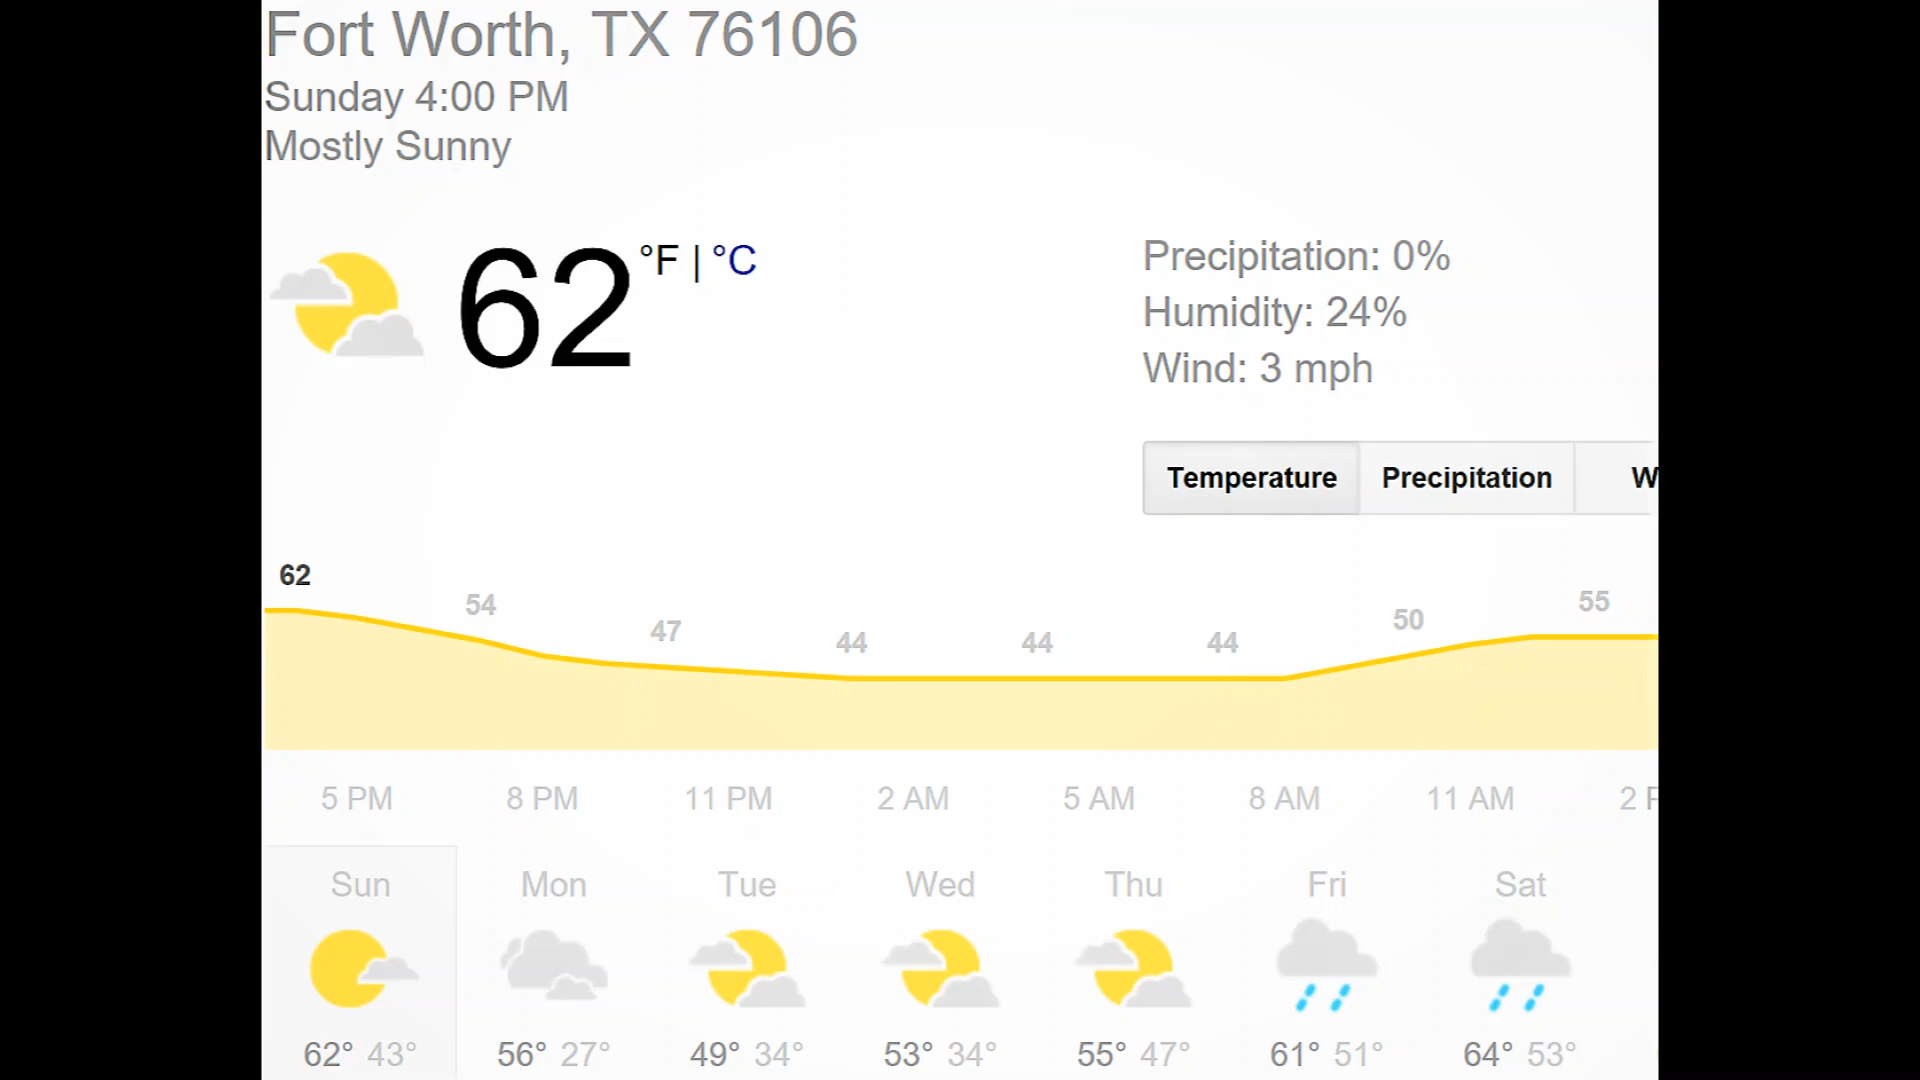 Fort Worth, TX 76106
Sunday 4:00 PM
Mostly Sunny
62 °F | °C
Precipitation: 0%
Humidity: 24%
Wind: 3 mph
Temperature Precipitation W
62 54 47 44 44 44 50 55
5 PM 8 PM 11 PM 2 AM 5 AM 8 AM 11 AM 2 P
Sun Mon Tue Wed Thu Fri Sat
62° 43° 56° 27° 49° 34° 53° 34° 55° 47° 61° 51° 64° 53°